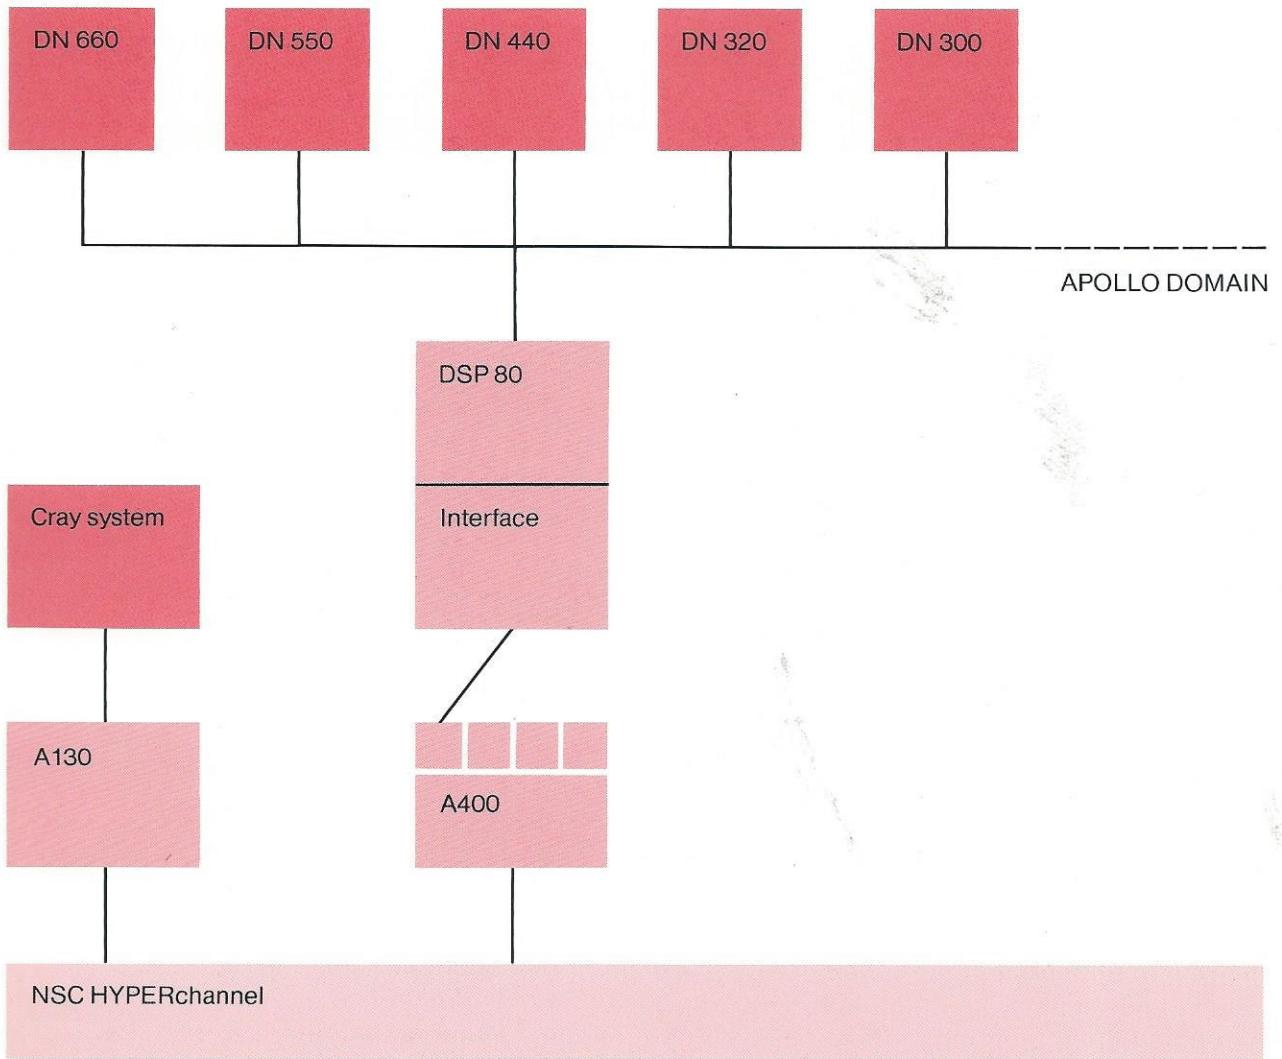 DN 660
DN 550
DN 440
DN 320
DN 300
APOLLO DOMAIN
DSP 80
Cray system
Interface
A130
A400
NSC HYPERchannel